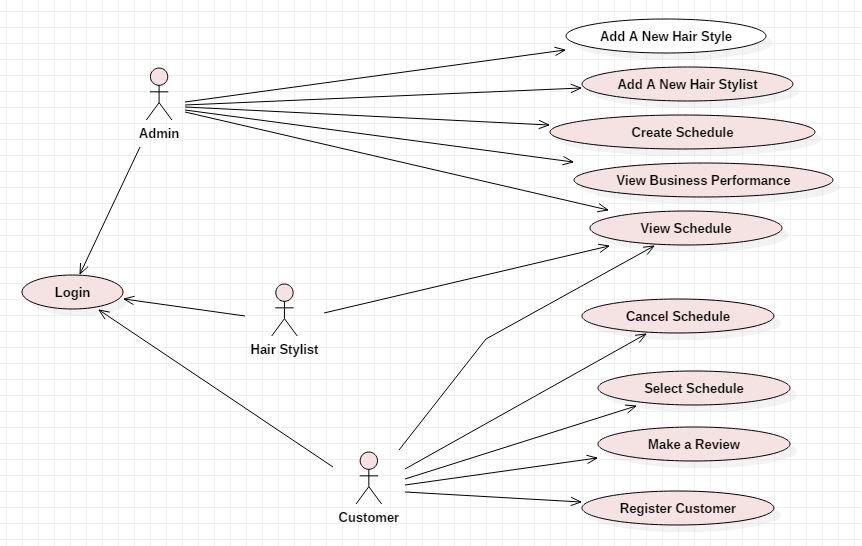 Add A New Hair Style
Add A New Hair Stylist
Admin
Create Schedule
View Business Performance
View Schedule
Login
Cancel Schedule
Hair Stylist
Select Schedule
Make a Review
Register Customer
Customer